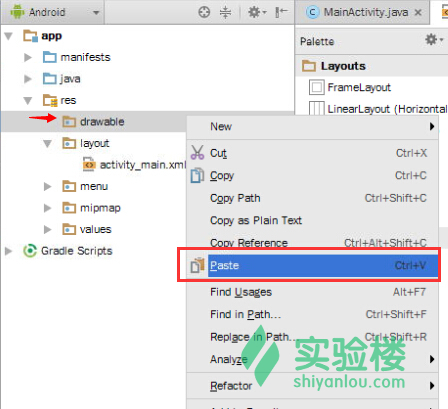 Android
MainActivity.java
app
manifests
java
res
drawable
layout
activity_main.xml
menu
mipmap
values
Gradle Scripts
Palette
Layouts
FrameLayout
LinearLayout (Horizontal
New
Cut Ctrl+X
Copy Ctrl+C
Copy Path Ctrl+Shift+C
Copy as Plain Text
Copy Reference Ctrl+Alt+Shift+C
Paste Ctrl+V
Find Usages Alt+F7
Find in Path... Ctrl+Shift+F
Replace in Path... Ctrl+Shift+R
Analyze
Refactor
实验楼
shiyanlou.com